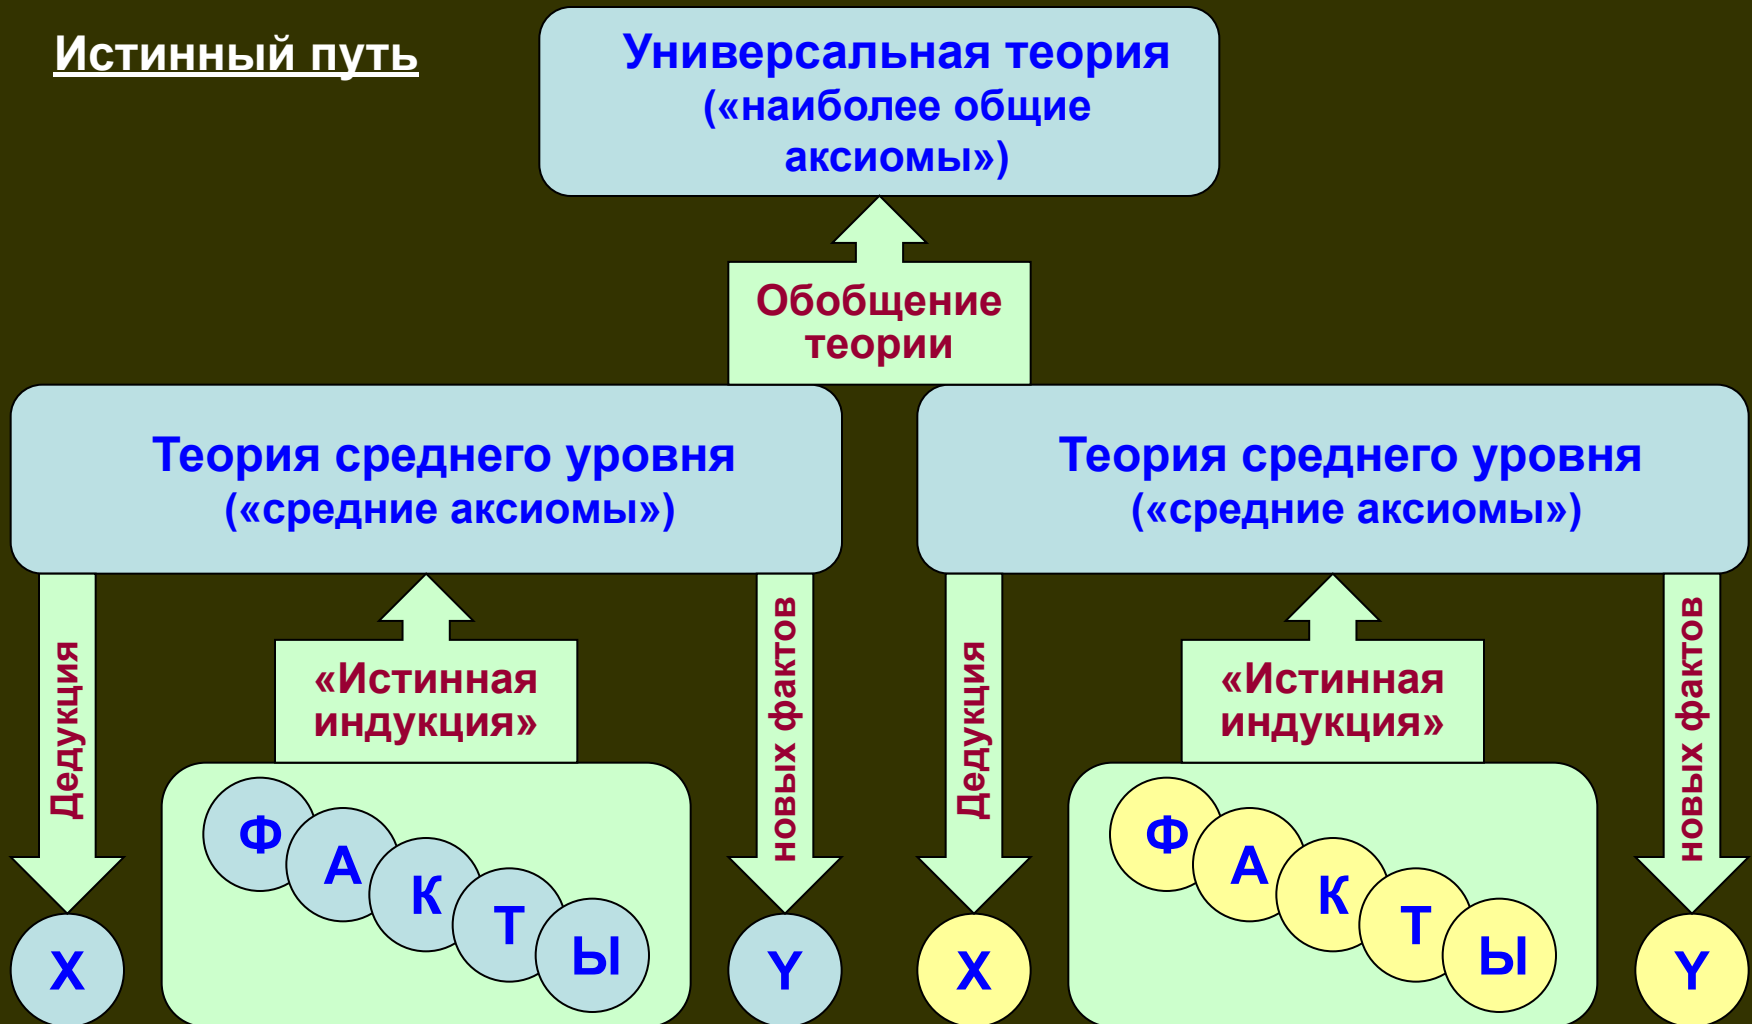 Истинный путь
Универсальная теория
(«наиболее общие
аксиомы»)
Обобщение
теории
Теория среднего уровня
(«средние аксиомы»)
Теория среднего уровня
(«средние аксиомы»)
Дедукция
«Истинная
индукция»
новых фактов
Дедукция
«Истинная
индукция»
новых фактов
Ф А К Т Ы
X
Y
Ф А К Т Ы
X
Y